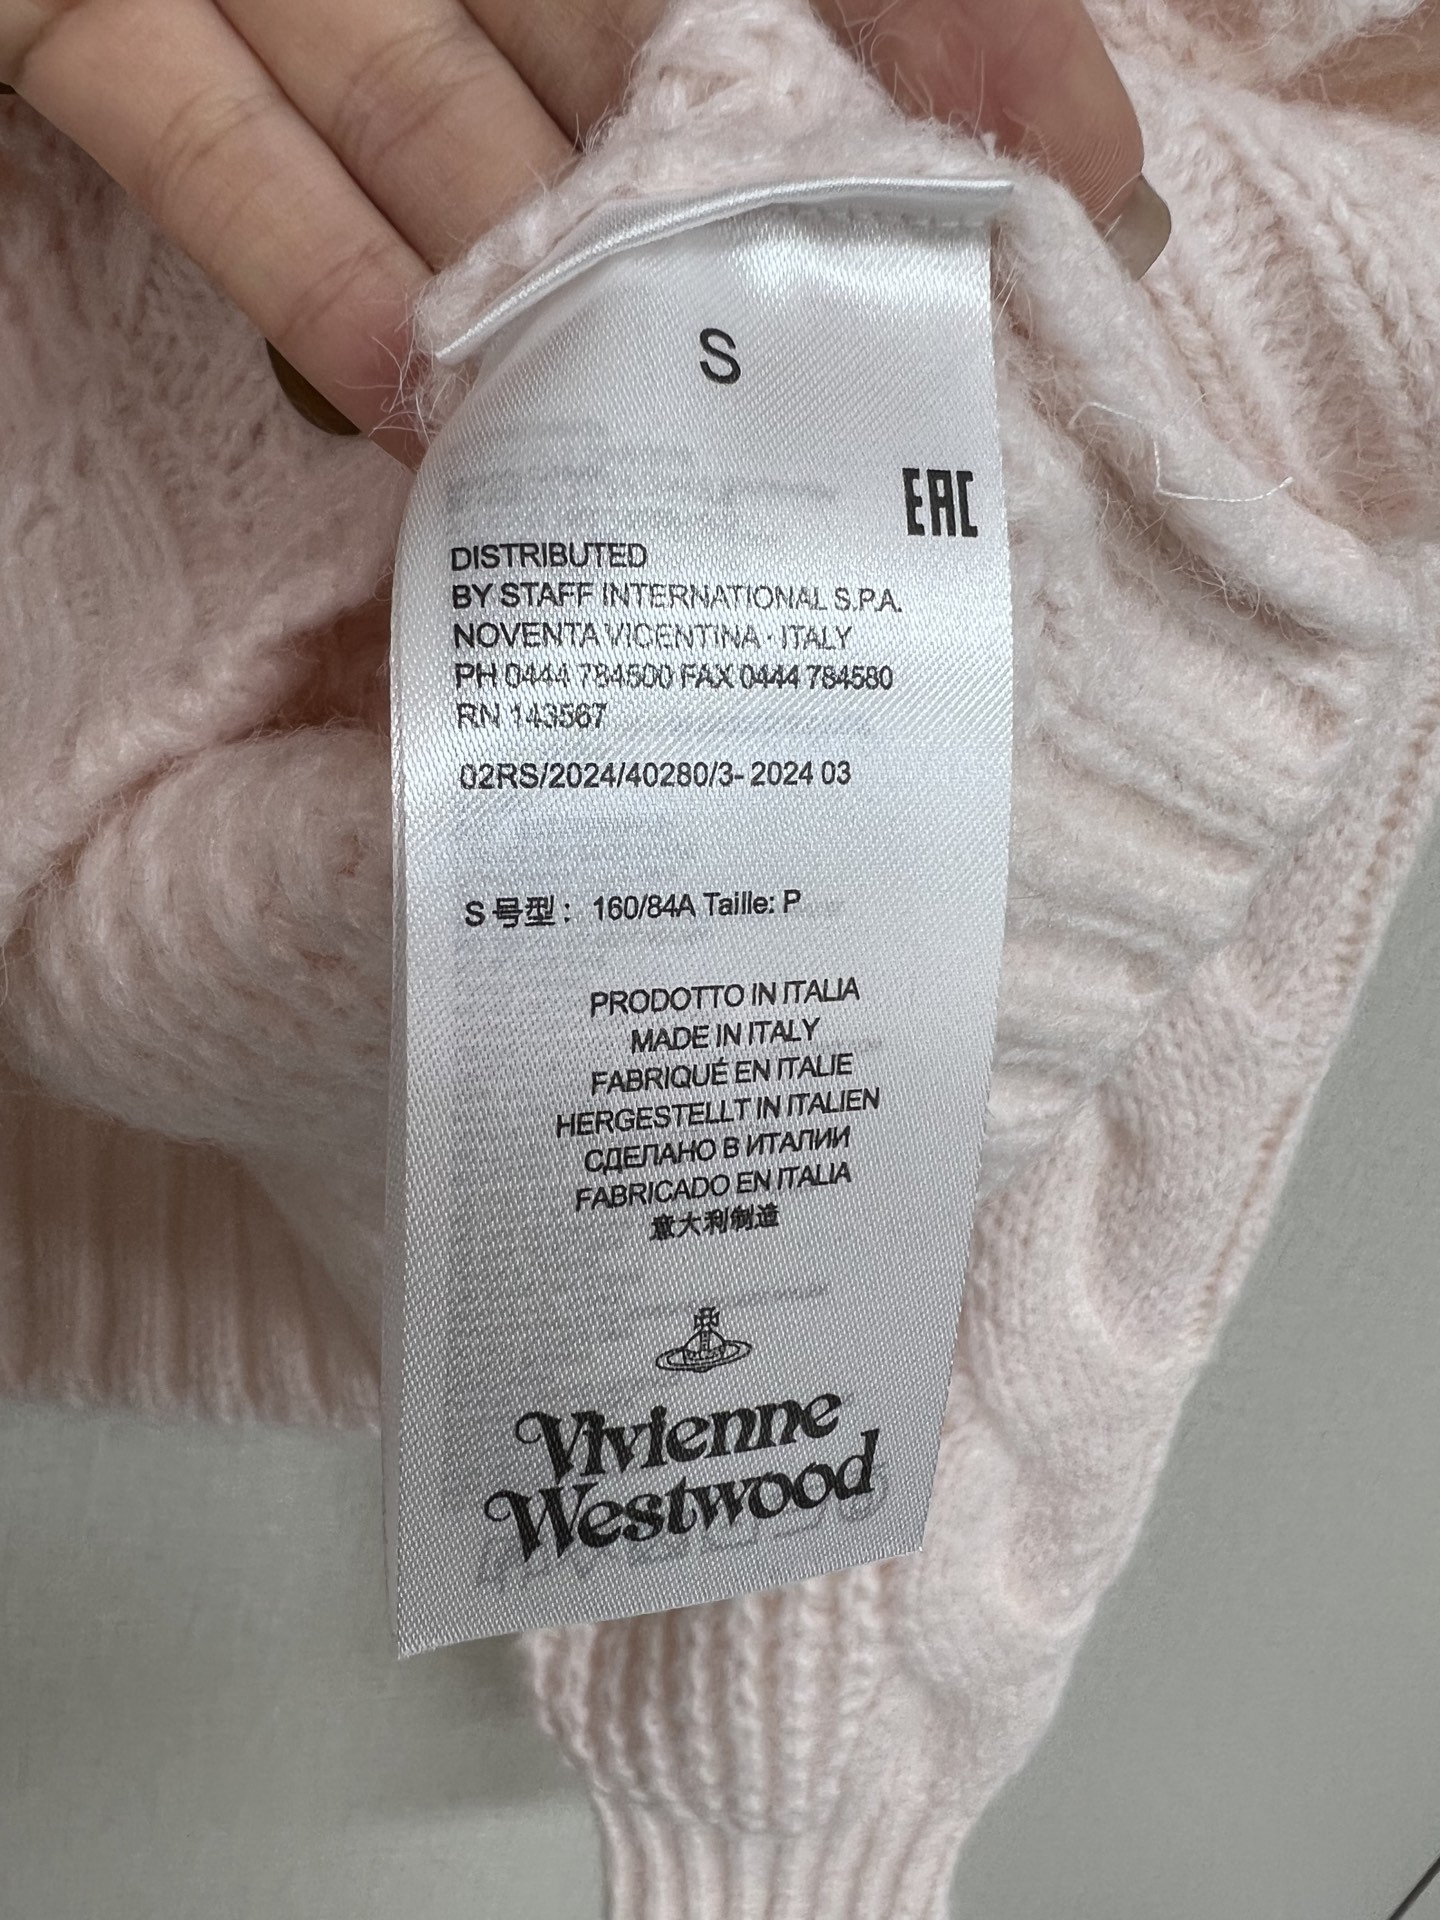 S
EAC
DISTRIBUTED
BY STAFF INTERNATIONAL S.P.A.
NOVENTA VICENTINA · ITALY
PH 0444 784500 FAX 0444 784580
RN 143567
02RS/2024/40280/3- 2024 03
S 号型： 160/84A Taille: P
PRODOTTO IN ITALIA
MADE IN ITALY
FABRIQUÉ EN ITALIE
HERGESTELLT IN ITALIEN
СДЕЛАНО В ИТАЛИИ
FABRICADO EN ITALIA
意大利制造
Vivienne
Westwood